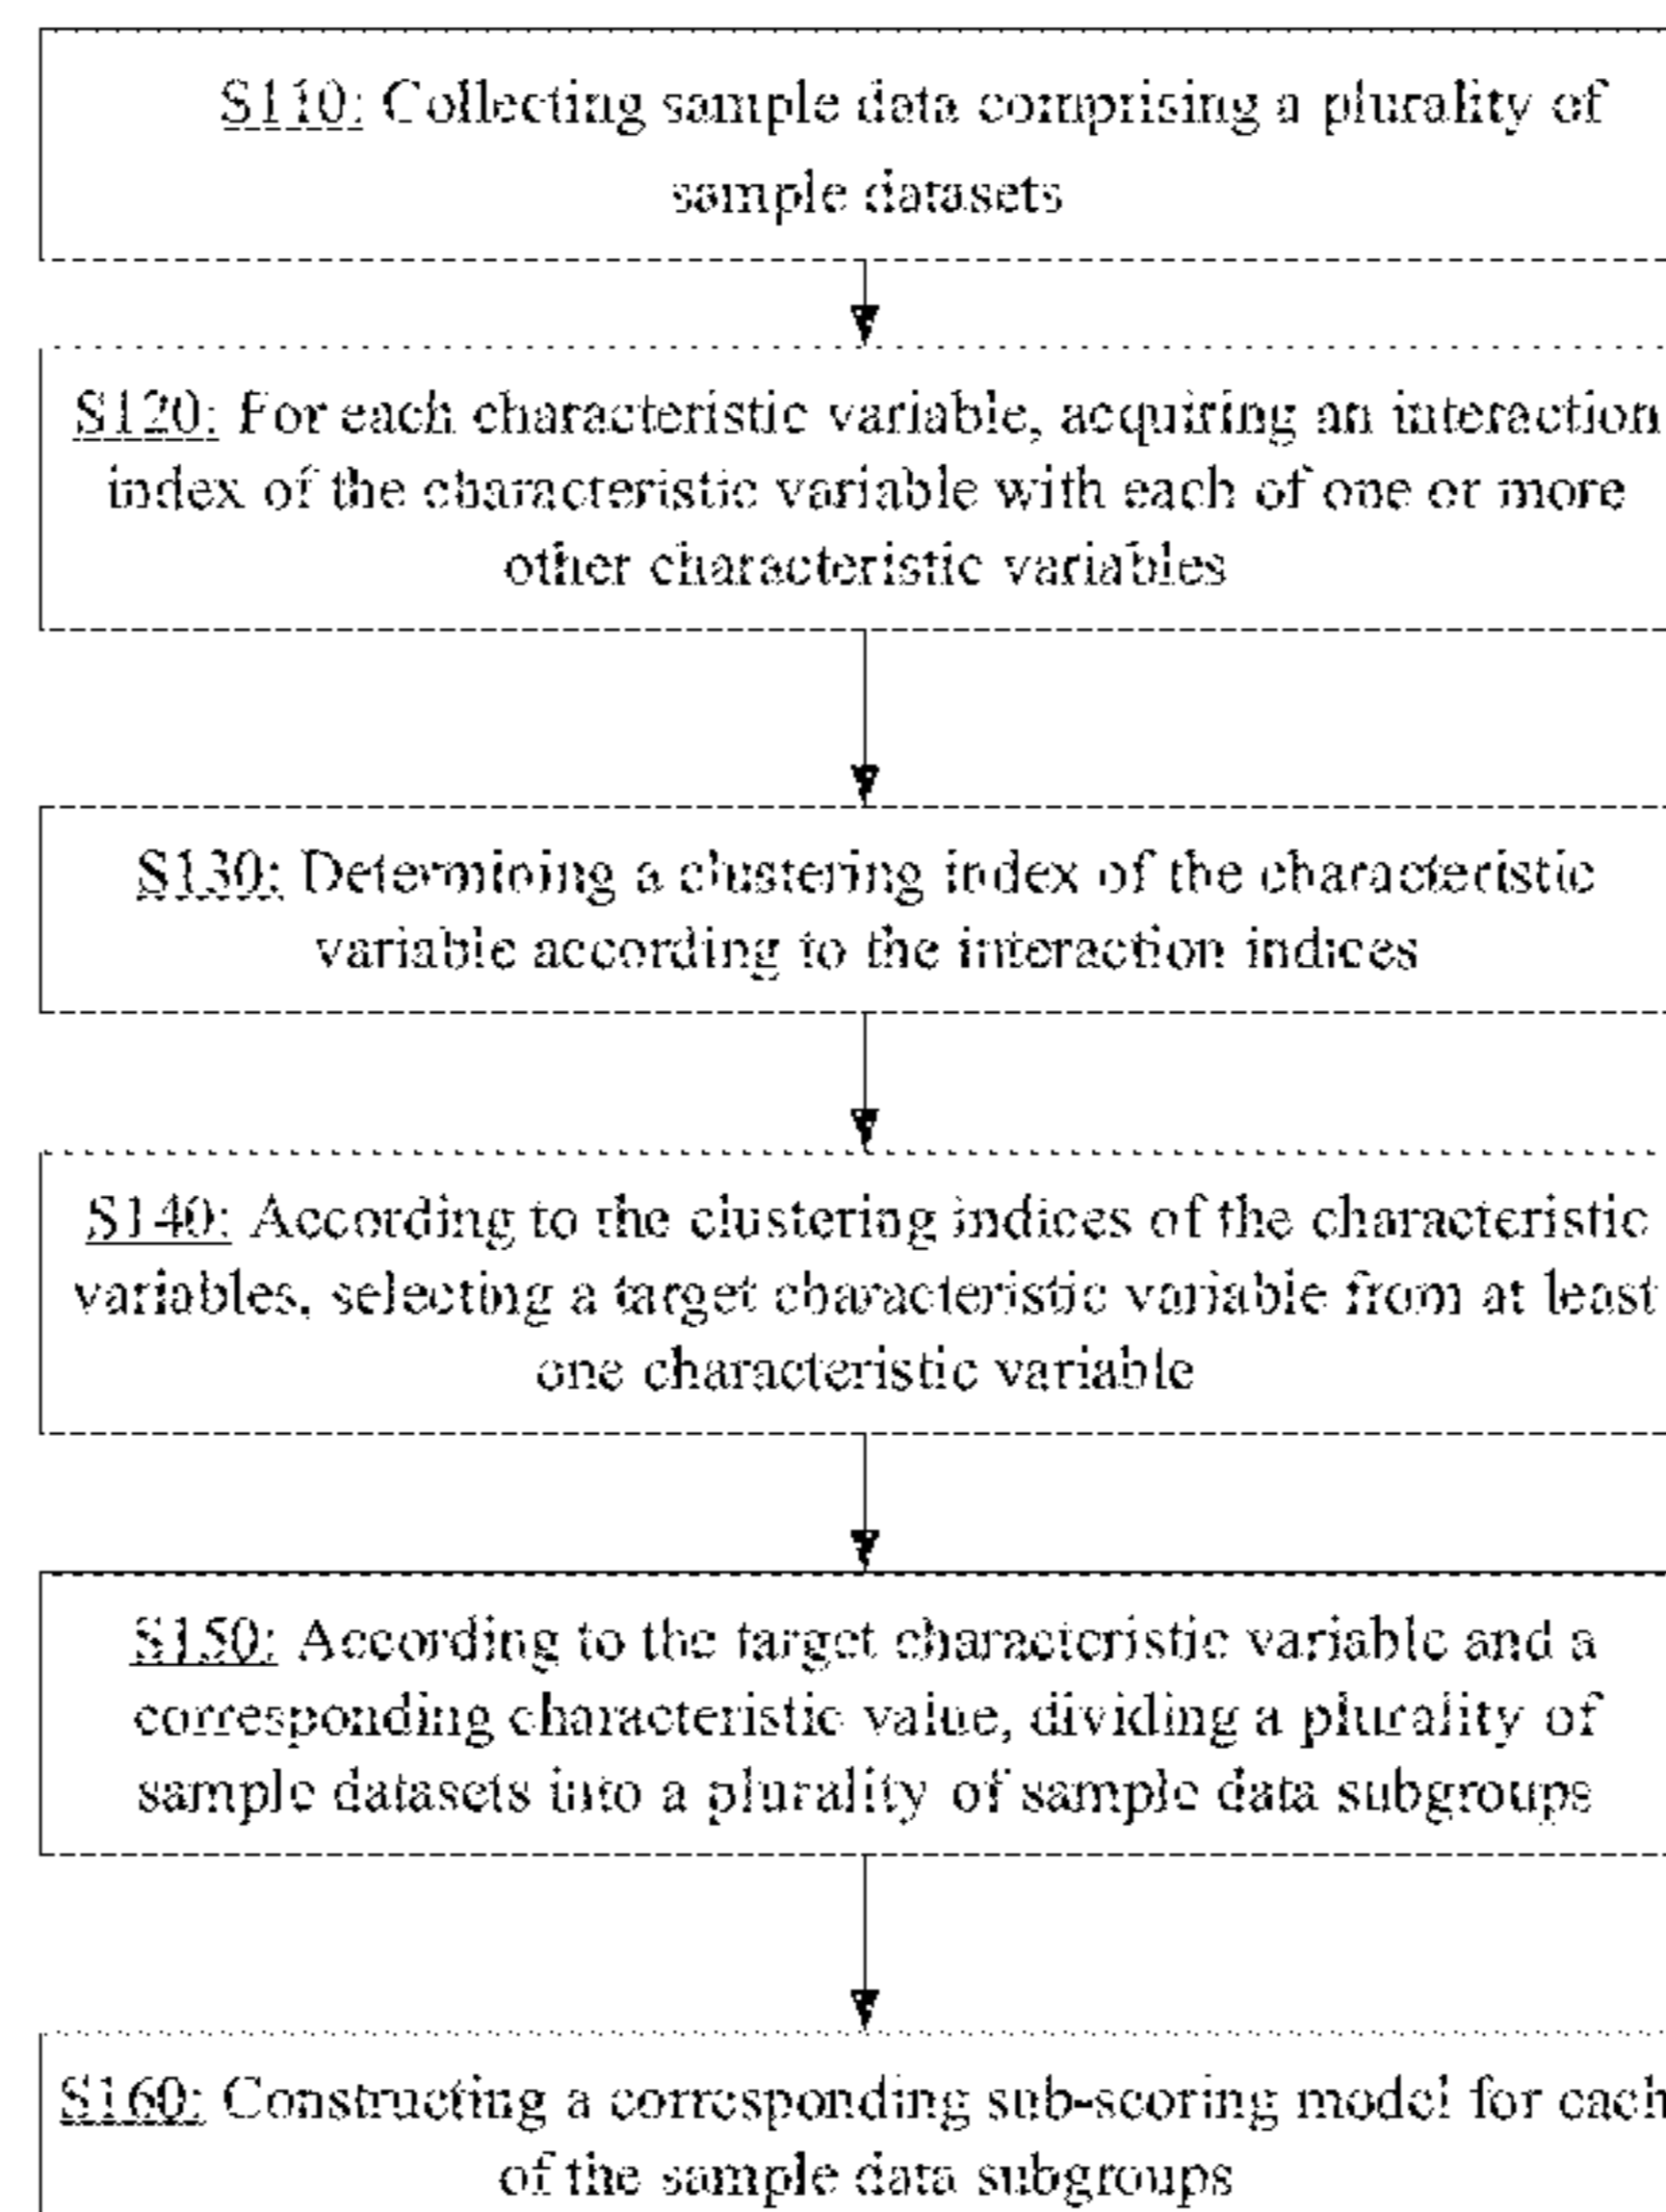 S110: Collecting sample data comprising a plurality of
sample datasets
S120: For each characteristic variable, acquiring an interaction
index of the characteristic variable with each of one or more
other characteristic variables
S130: Determining a clustering index of the characteristic
variable according to the interaction indices
S140: According to the clustering indices of the characteristic
variables, selecting a target characteristic variable from at least
one characteristic variable
S150: According to the target characteristic variable and a
corresponding characteristic value, dividing a plurality of
sample datasets into a plurality of sample data subgroups
S160: Constructing a corresponding sub-scoring model for each
of the sample data subgroups